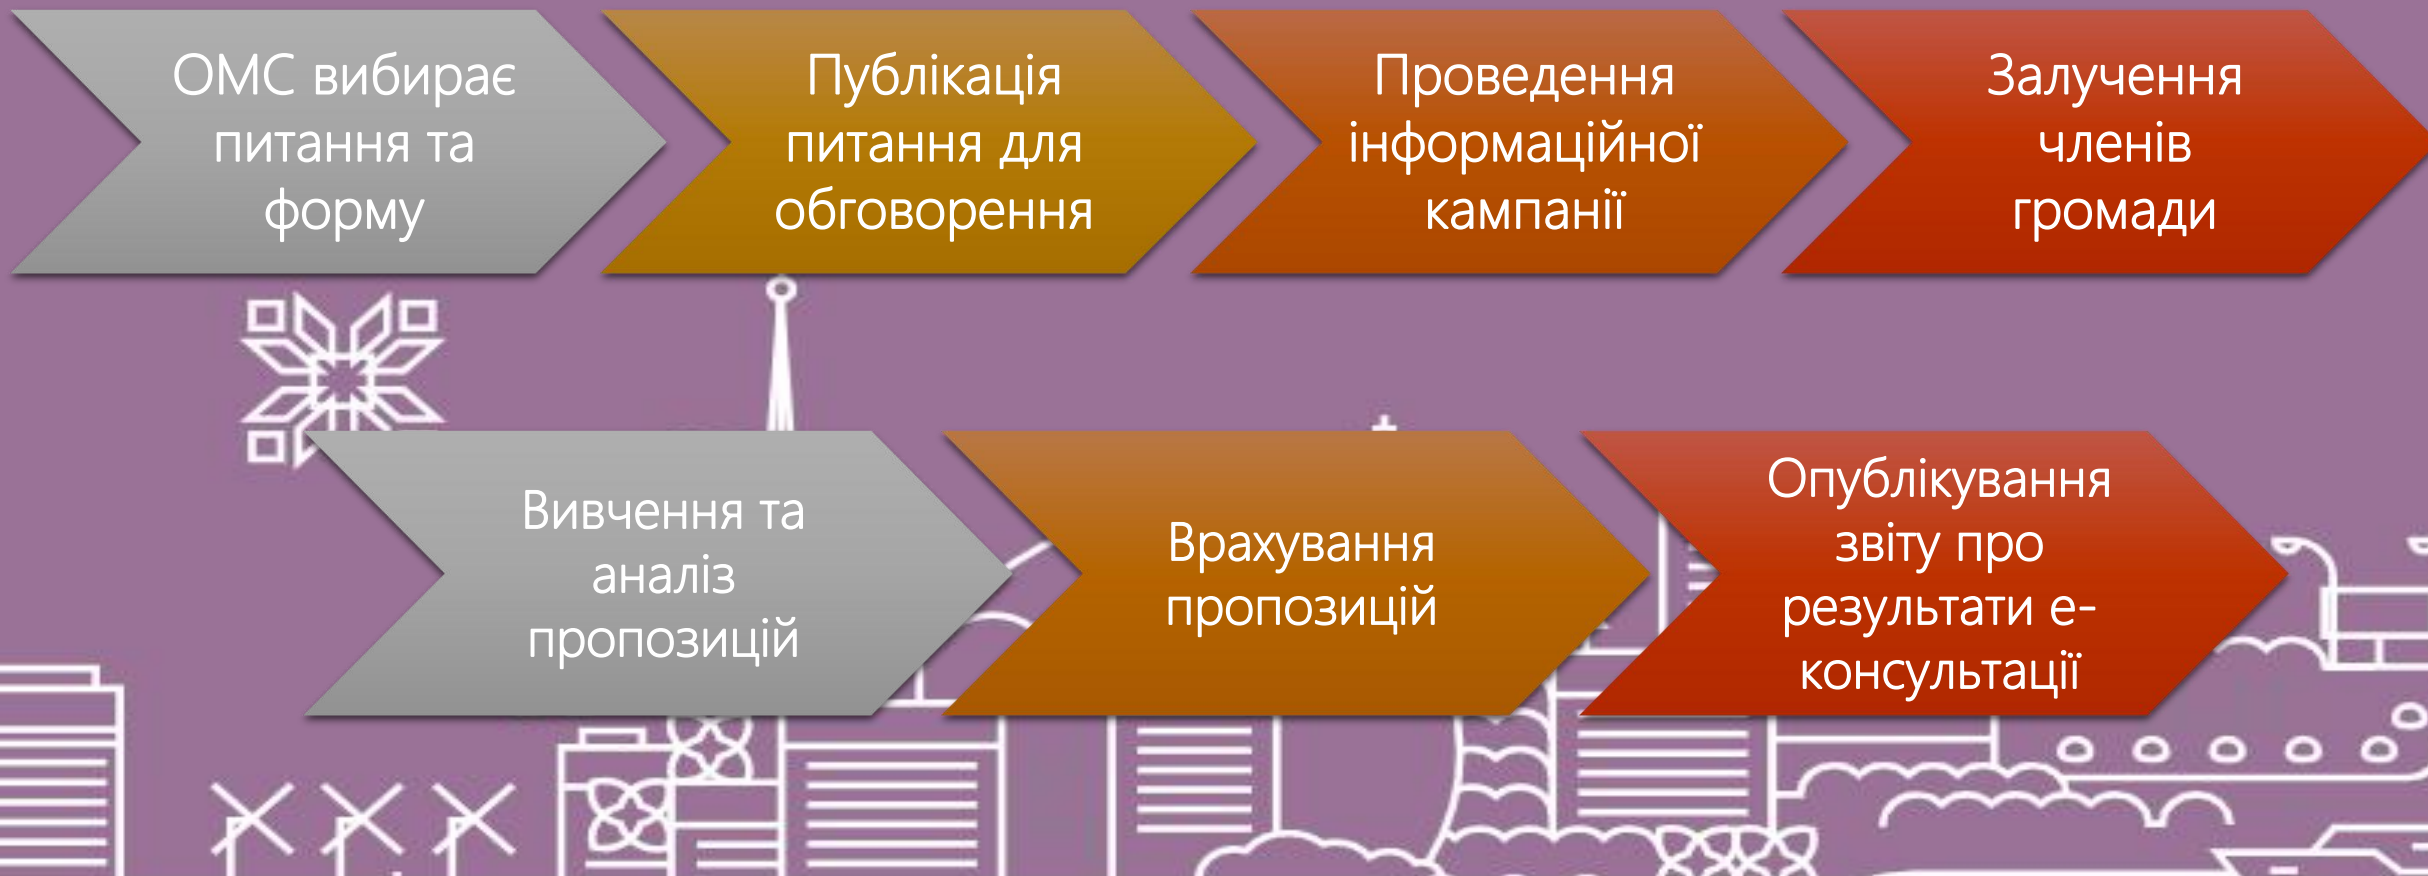 ОМС вибирає
питання та
форму
Публікація
питання для
обговорення
Проведення
інформаційної
кампанії
Залучення
членів
громади
Вивчення та
аналіз
пропозицій
Врахування
пропозицій
Опублікування
звіту про
результати е-
консультації